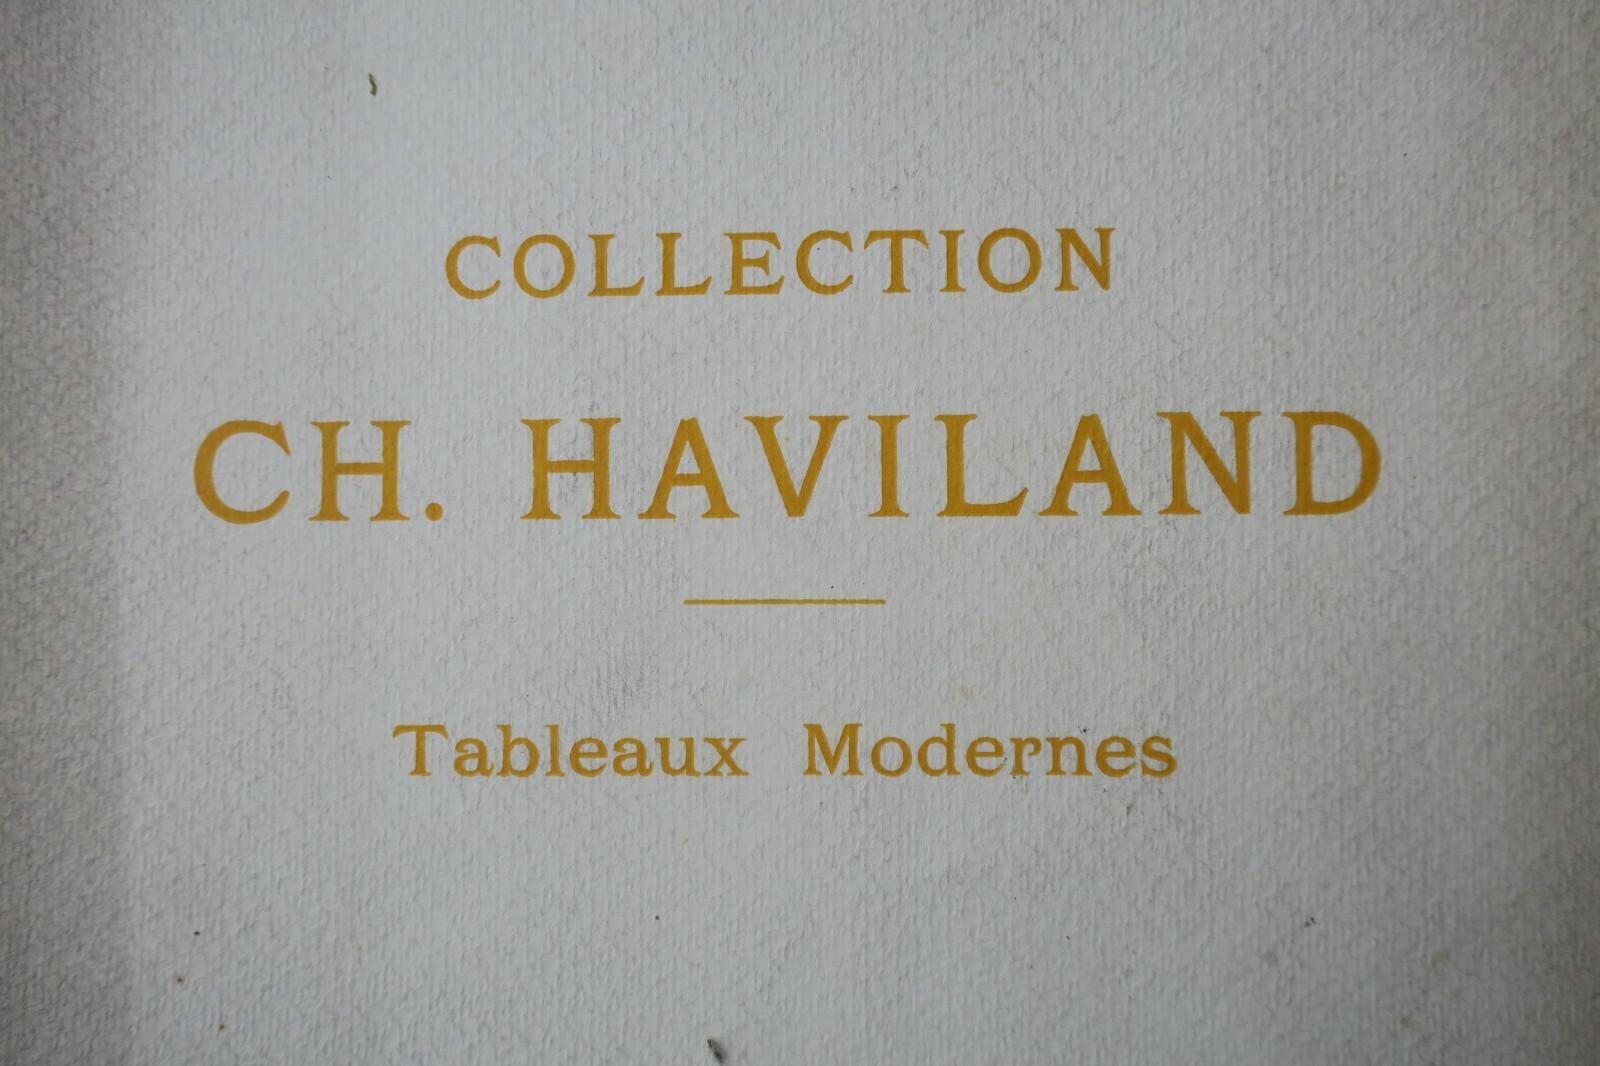 COLLECTION
CH. HAVILAND
Tableaux Modernes